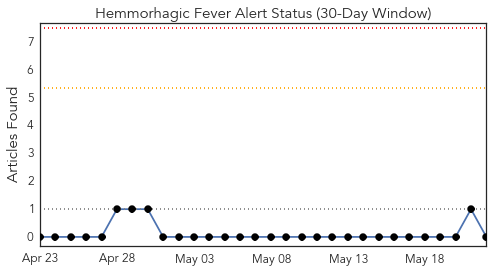 Hemmorhagic Fever Alert Status (30-Day Window)
Articles Found
7
6
5
4
3
2
1
0
Apr 23 Apr 28 May 03 May 08 May 13 May 18